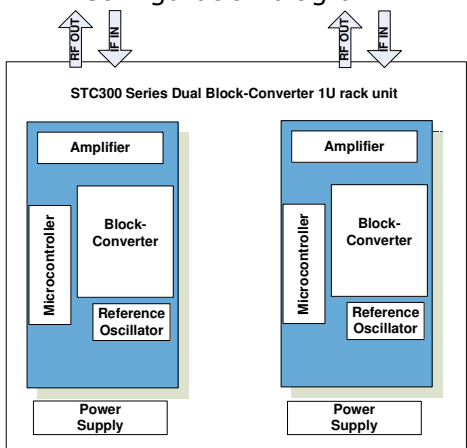 RF OUT
IF IN
RF OUT
IF IN
STC300 Series Dual Block-Converter 1U rack unit
Amplifier
Microcontroller
Block-
Converter
Reference
Oscillator
Power
Supply
Amplifier
Microcontroller
Block-
Converter
Reference
Oscillator
Power
Supply